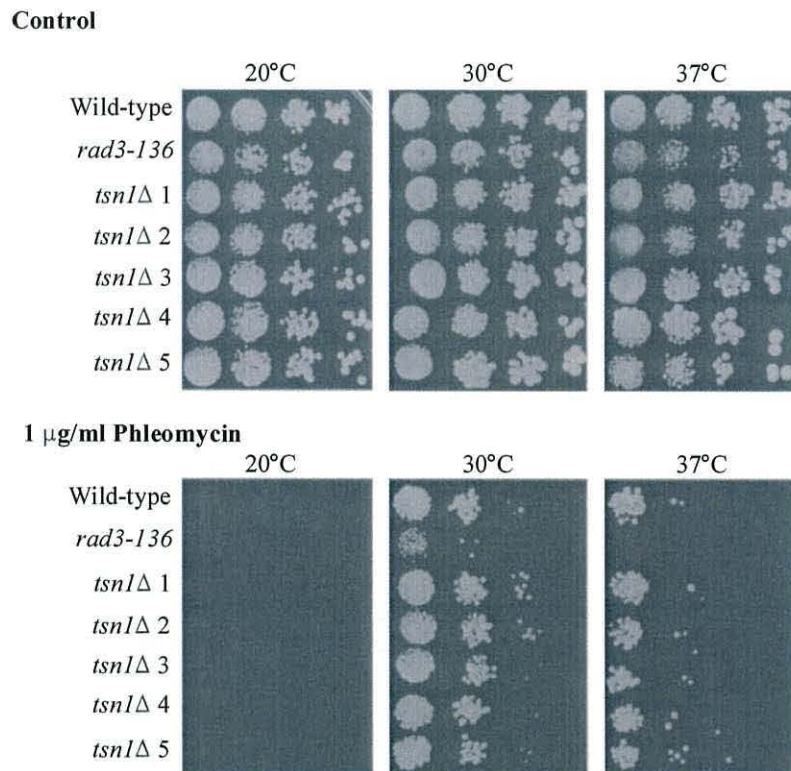 Control
20°C 30°C 37°C
Wild-type
rad3-136
tsn1Δ 1
tsn1Δ 2
tsn1Δ 3
tsn1Δ 4
tsn1Δ 5
1 μg/ml Phleomycin
20°C 30°C 37°C
Wild-type
rad3-136
tsn1Δ 1
tsn1Δ 2
tsn1Δ 3
tsn1Δ 4
tsn1Δ 5